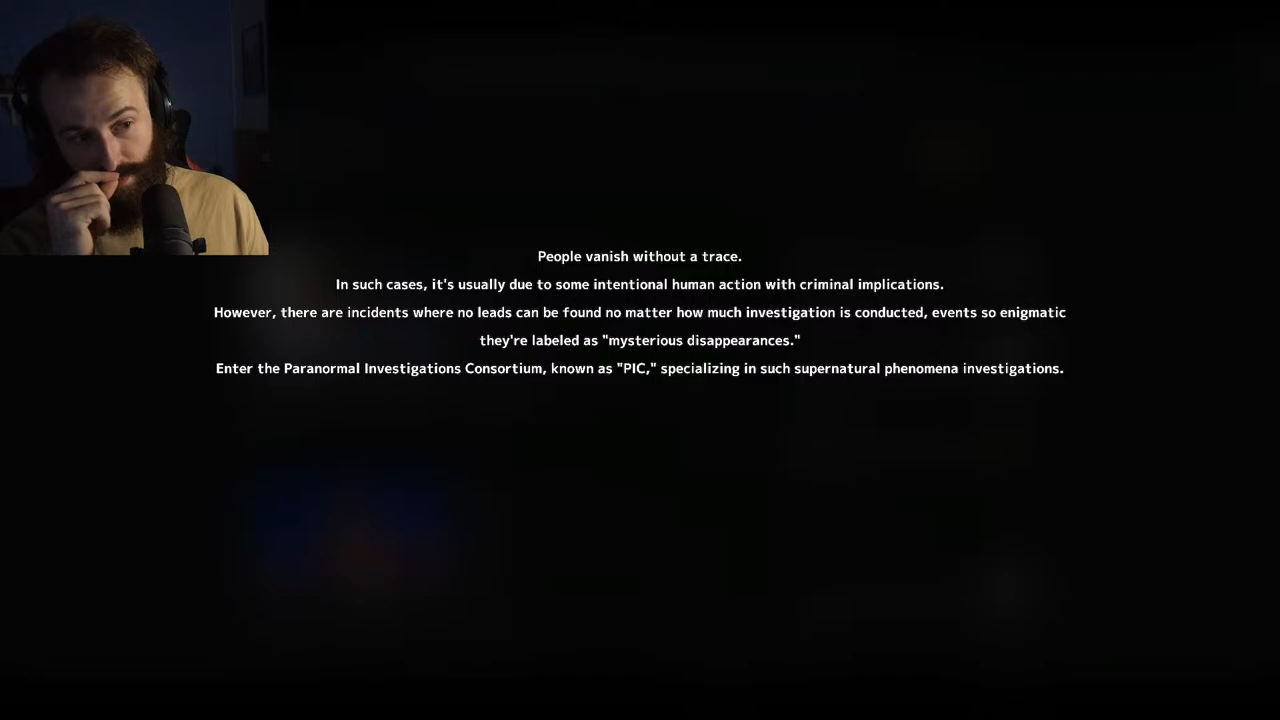 People vanish without a trace.
In such cases, it's usually due to some intentional human action with criminal implications.
However, there are incidents where no leads can be found no matter how much investigation is conducted, events so enigmatic
they're labeled as "mysterious disappearances."
Enter the Paranormal Investigations Consortium, known as "PIC," specializing in such supernatural phenomena investigations.